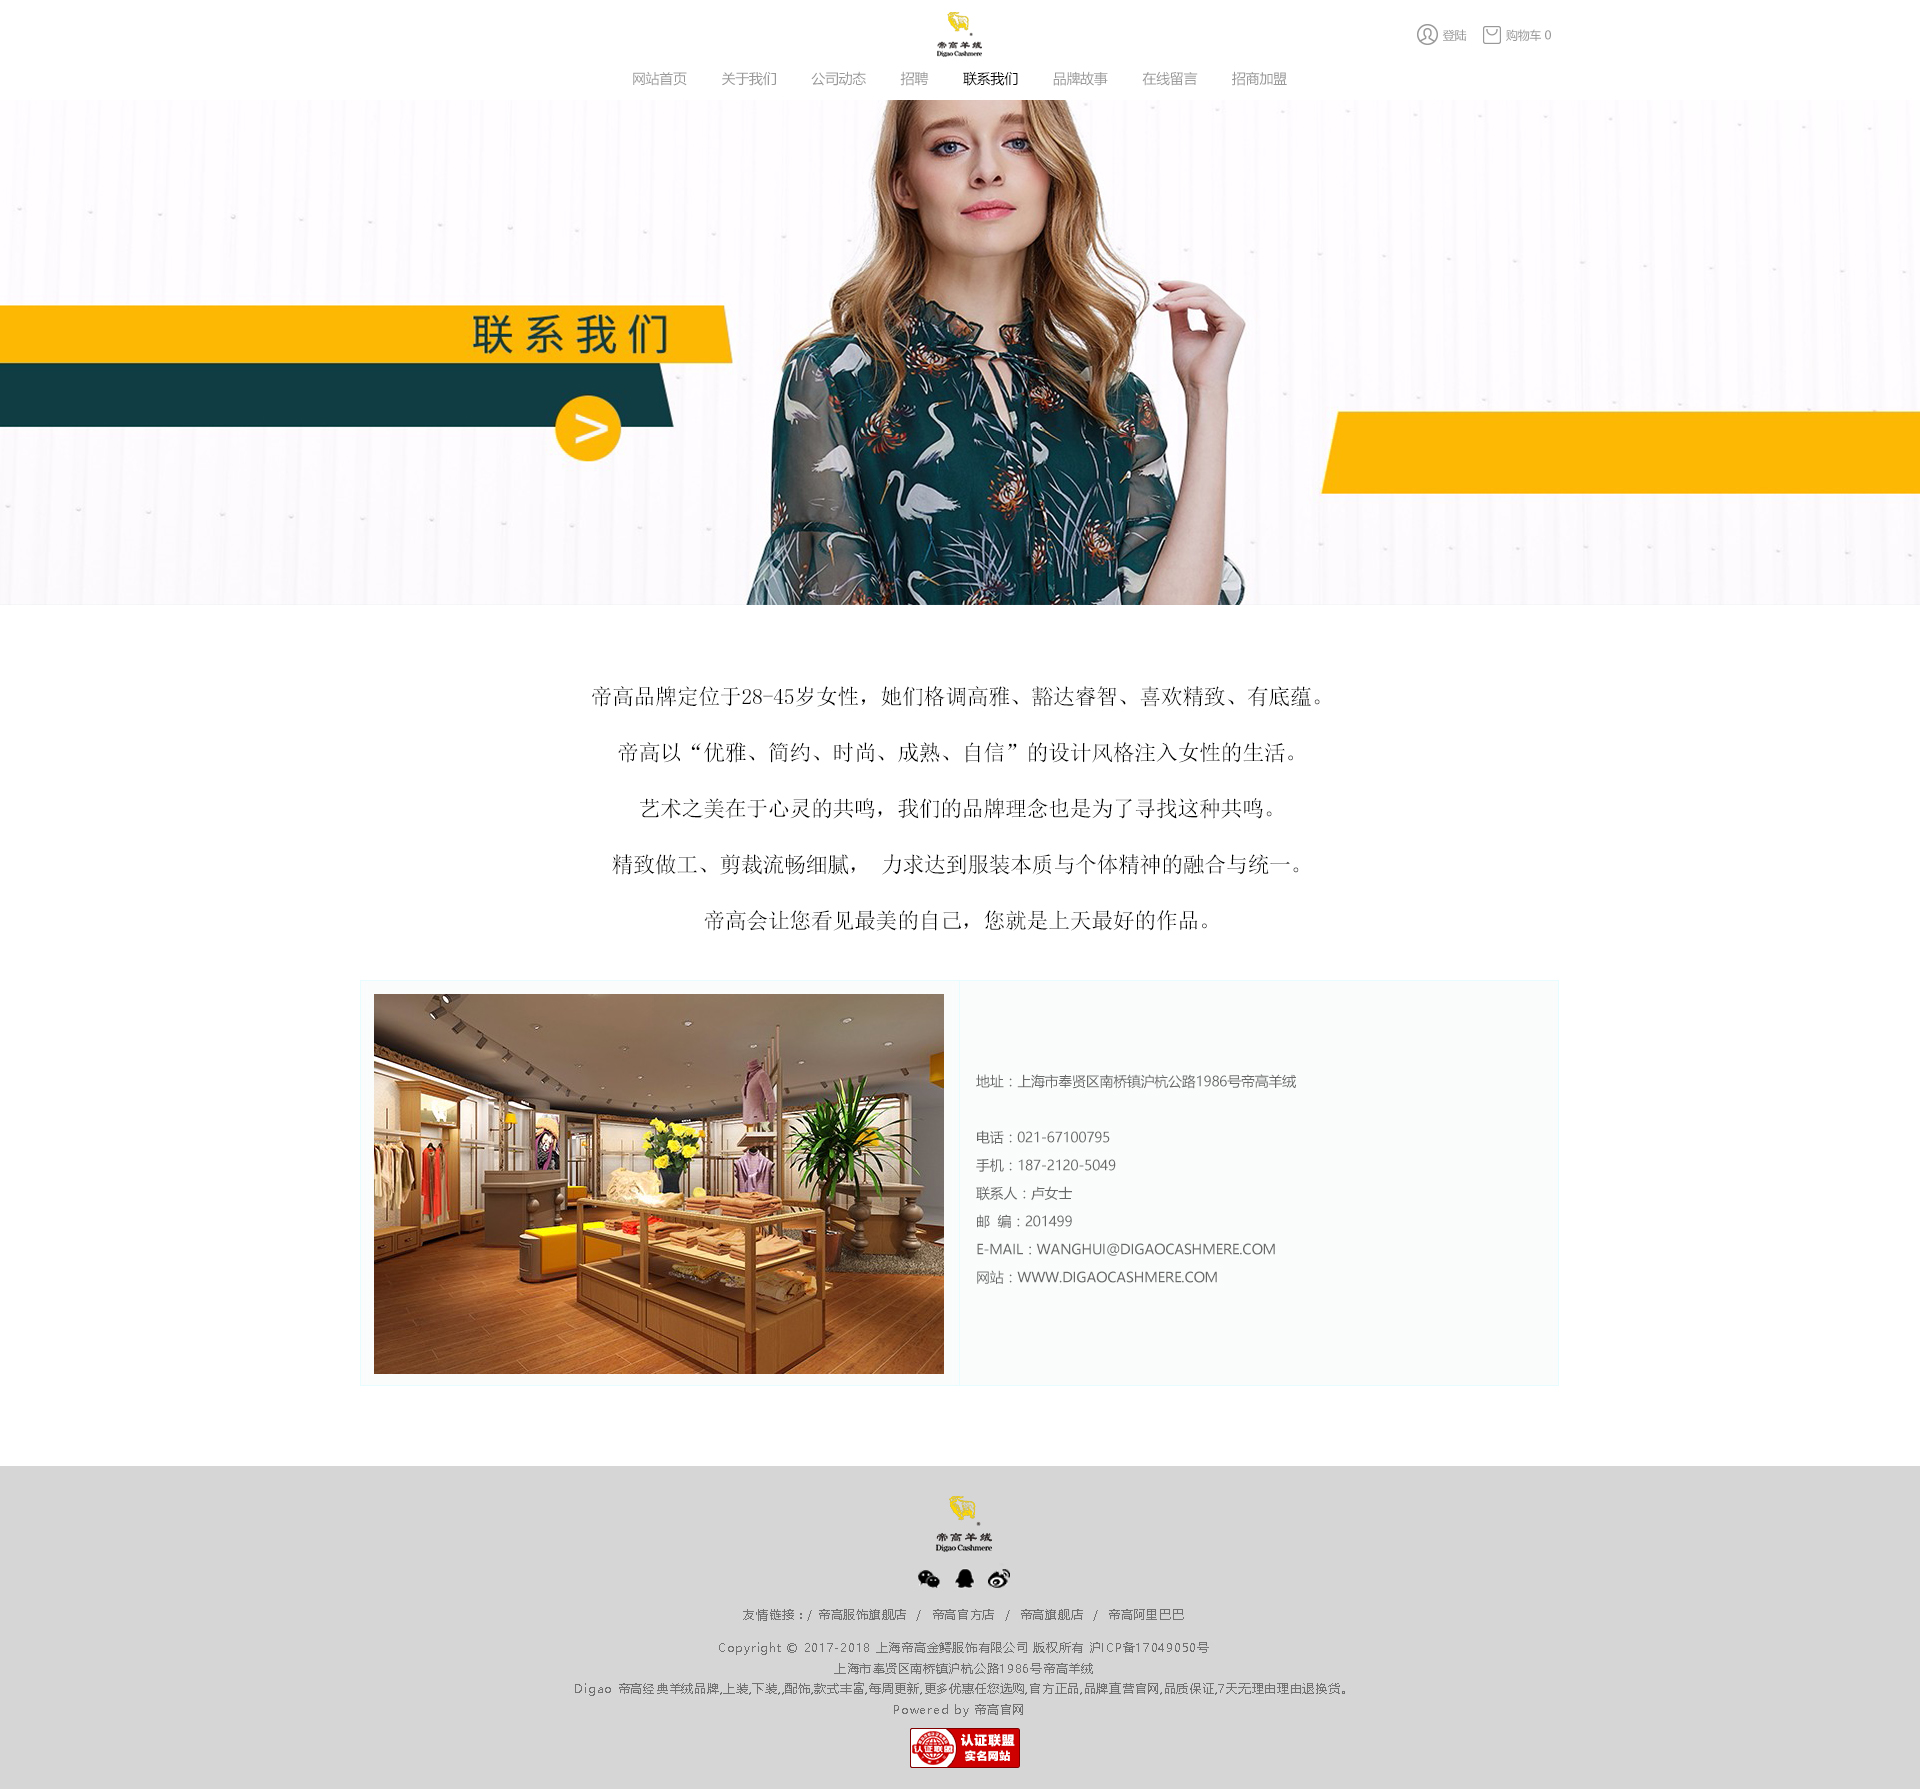 帝高羊绒
Digao Cashmere
登陆 购物车 0
网站首页 关于我们 公司动态 招聘 联系我们 品牌故事 在线留言 招商加盟
联系我们
>
帝高品牌定位于28-45岁女性，她们格调高雅、豁达睿智、喜欢精致、有底蕴。
帝高以“优雅、简约、时尚、成熟、自信”的设计风格注入女性的生活。
艺术之美在于心灵的共鸣，我们的品牌理念也是为了寻找这种共鸣。
精致做工、剪裁流畅细腻， 力求达到服装本质与个体精神的融合与统一。
帝高会让您看见最美的自己，您就是上天最好的作品。
地址：上海市奉贤区南桥镇沪杭公路1986号帝高羊绒
电话：021-67100795
手机：187-2120-5049
联系人：卢女士
邮 编：201499
E-MAIL：WANGHUI@DIGAOCASHMERE.COM
网站：WWW.DIGAOCASHMERE.COM
帝高羊绒
Digao Cashmere
友情链接：/ 帝高服饰旗舰店 / 帝高官方店 / 帝高旗舰店 / 帝高阿里巴巴
Copyright © 2017-2018 上海帝高金鳄服饰有限公司 版权所有 沪ICP备17049050号
上海市奉贤区南桥镇沪杭公路1986号帝高羊绒
Digao 帝高经典羊绒品牌,上装,下装,,配饰,款式丰富,每周更新,更多优惠任您选购,官方正品,品牌直营官网,品质保证,7天无理由理由退换货。
Powered by 帝高官网
认证联盟 认证联盟
实名网站